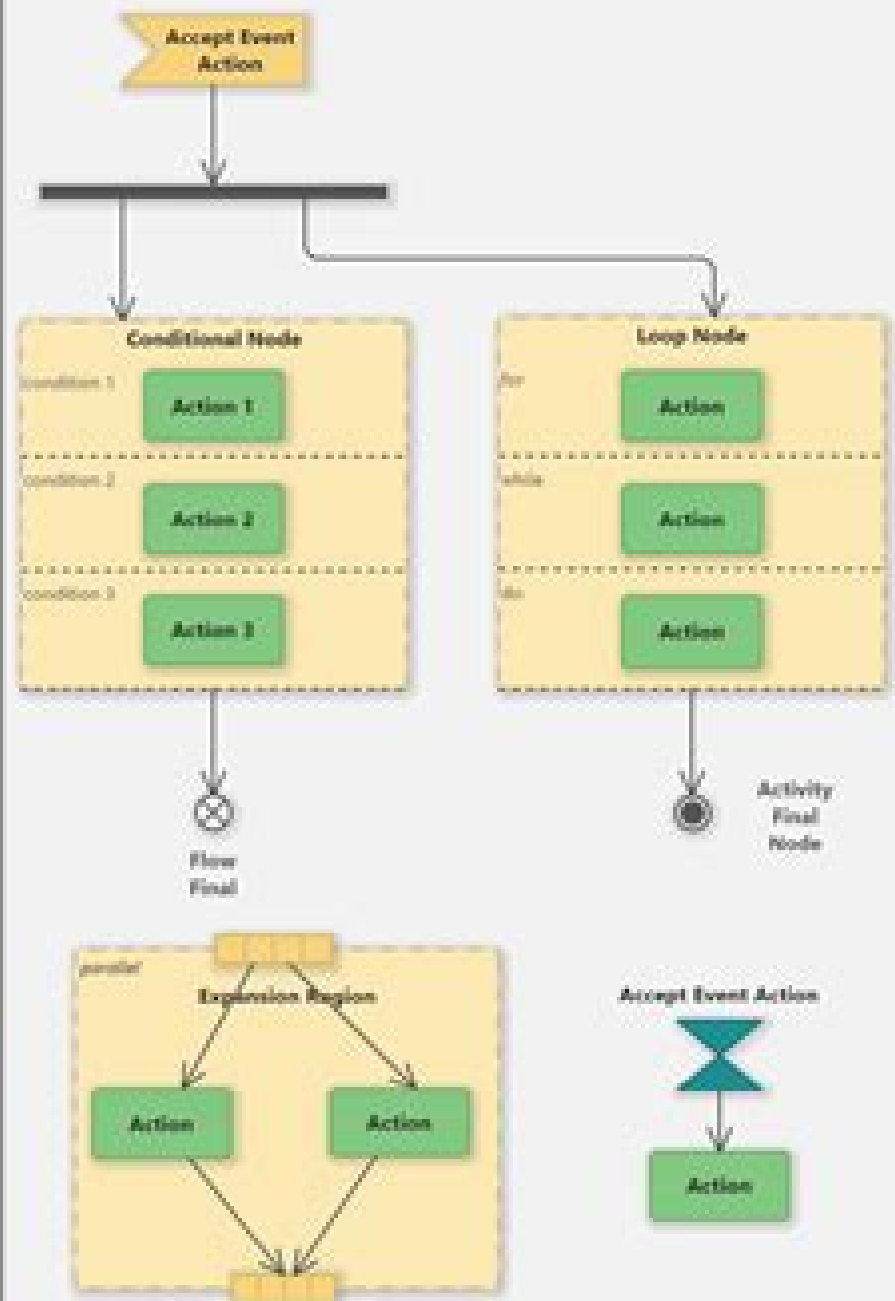 Accept Event
Action
Conditional Node
condition 1
Action 1
condition 2
Action 2
condition 3
Action 3
Loop Node
for
Action
while
Action
do
Action
Flow
Final
Activity
Final
Node
parallel
Expansion Region
Action
Action
Accept Event Action
Action